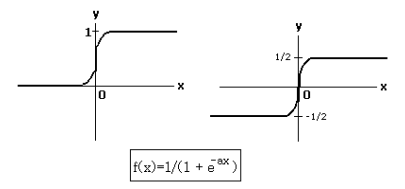 y
1
x
0
y
1/2
x
0
-1/2
f(x)=1/(1 + e^-ax)